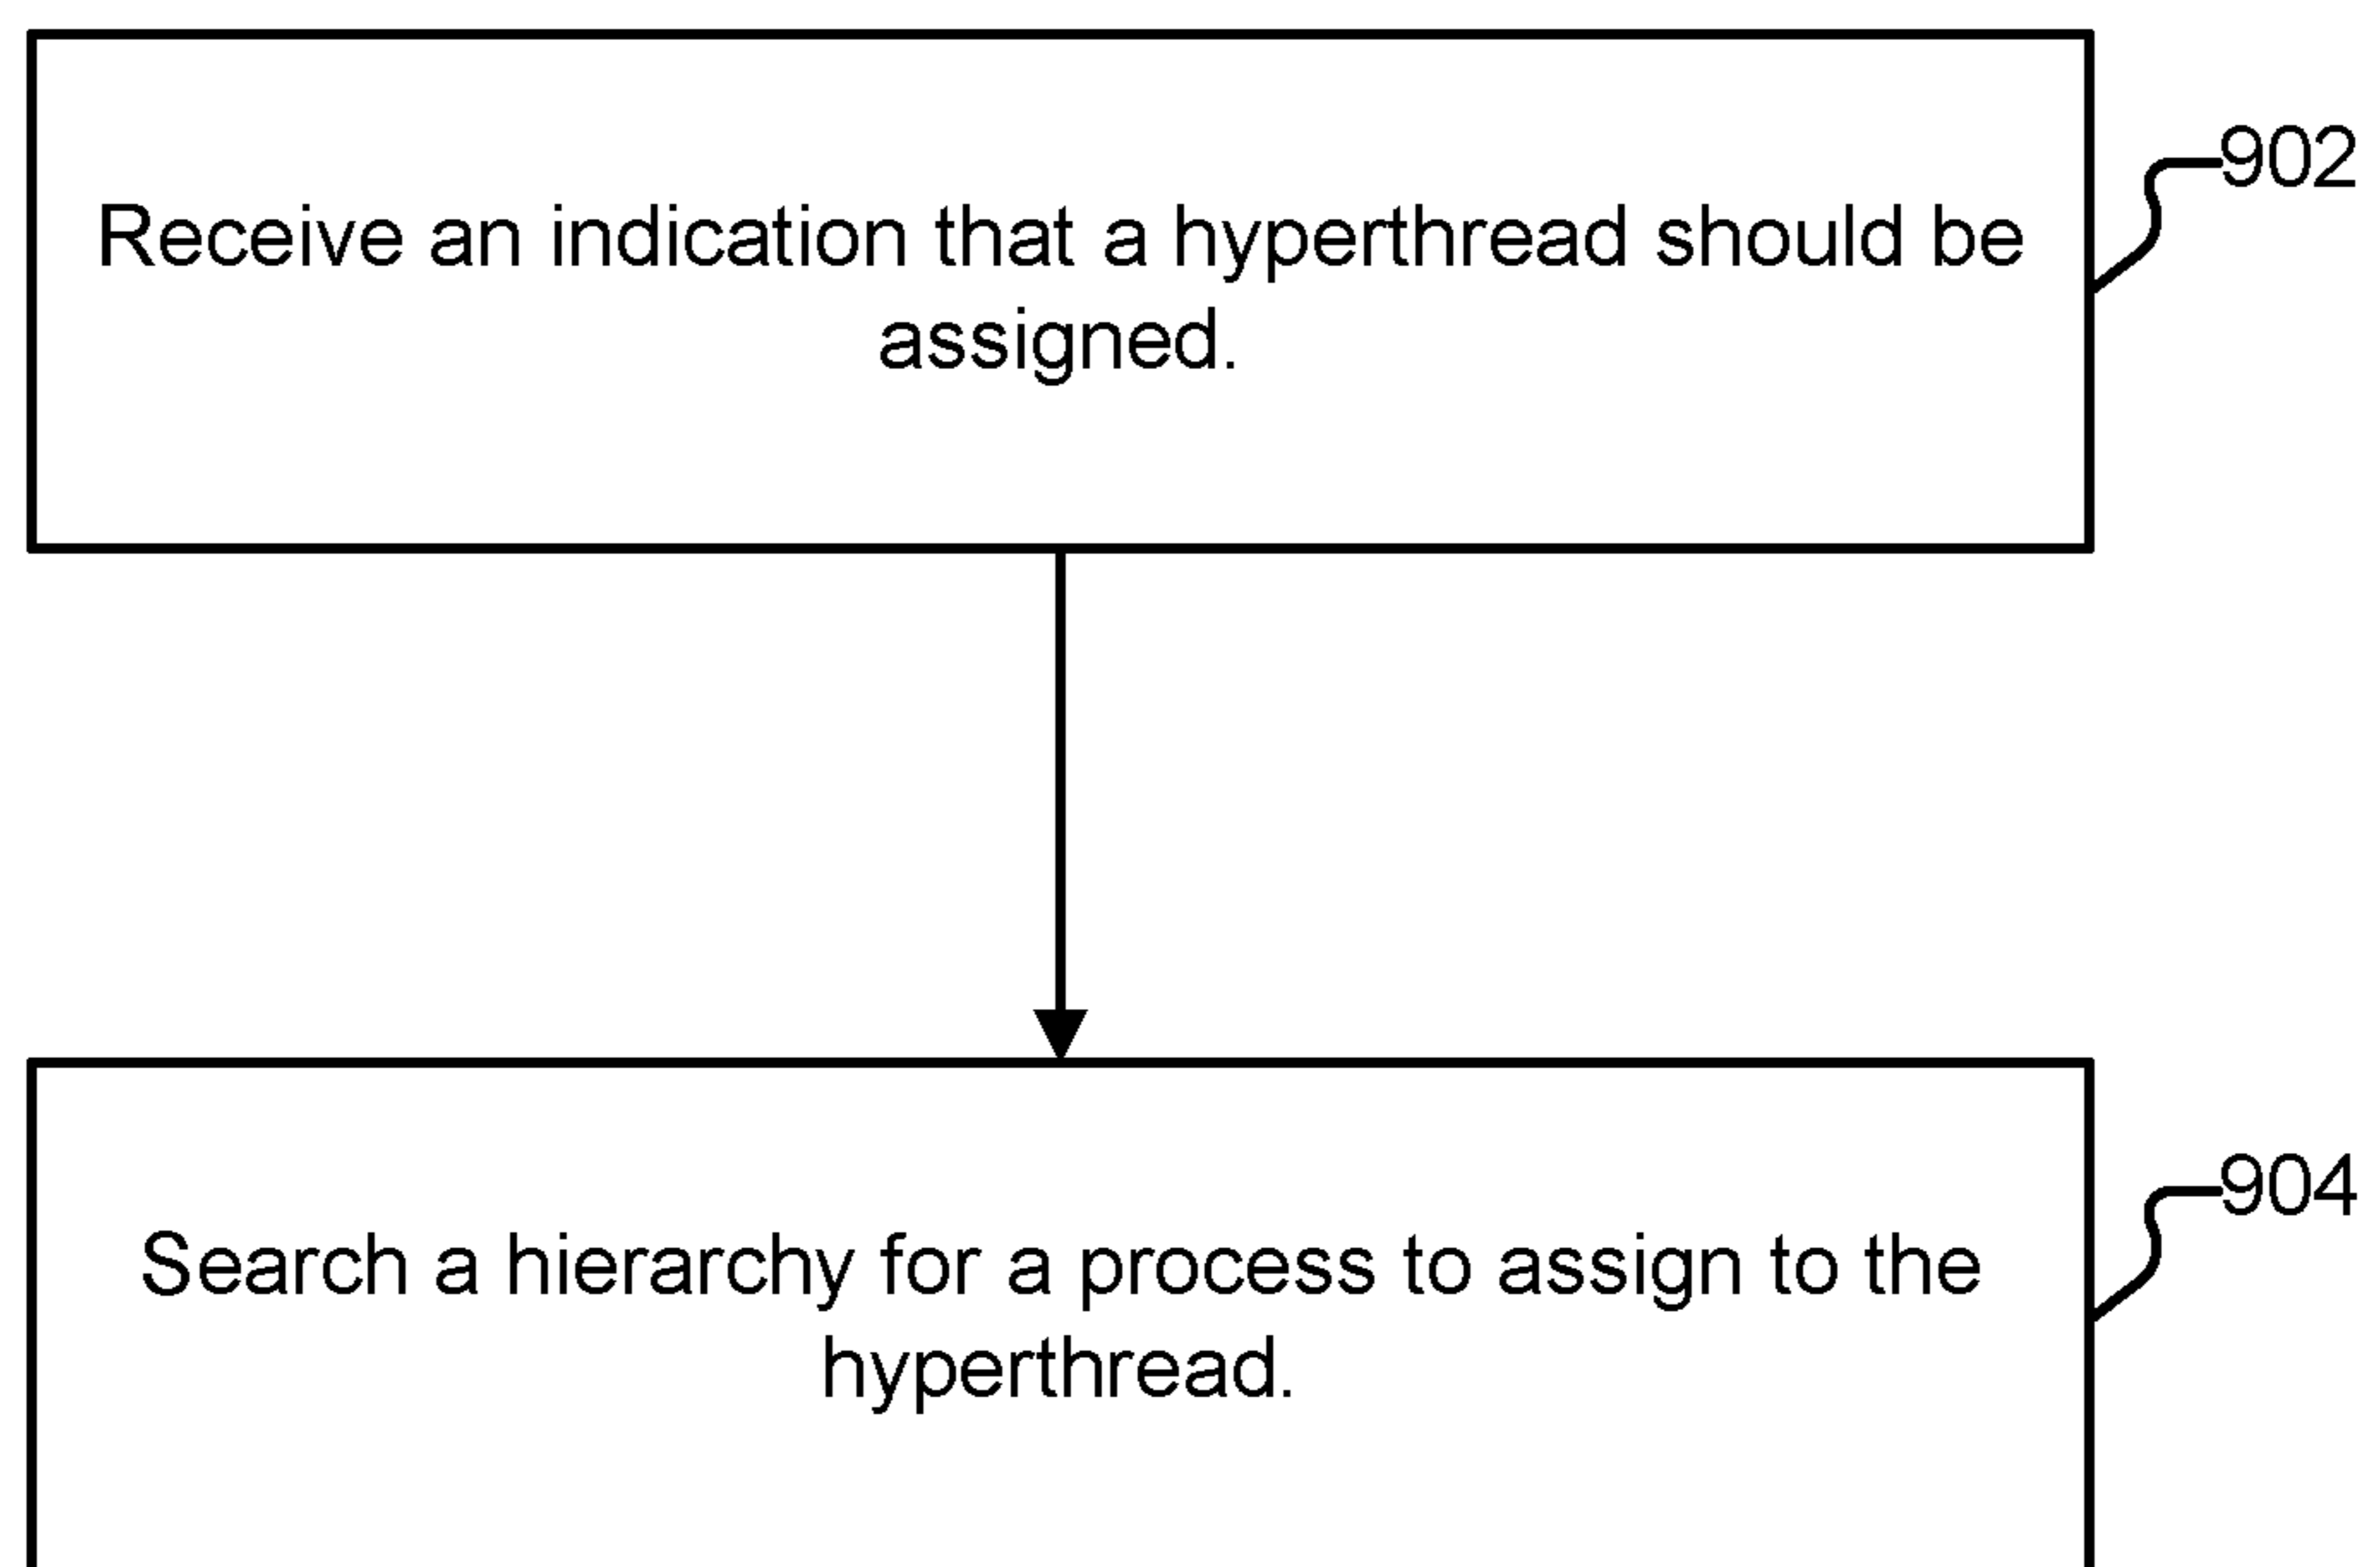 902
Receive an indication that a hyperthread should be
assigned.
904
Search a hierarchy for a process to assign to the
hyperthread.